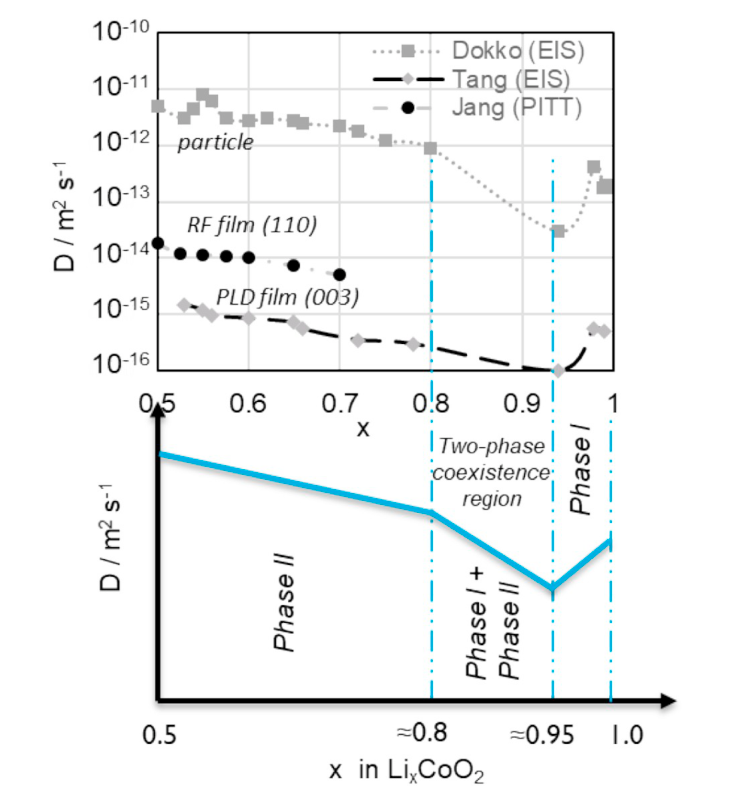 10⁻¹⁰
10⁻¹¹
10⁻¹²
10⁻¹³
10⁻¹⁴
10⁻¹⁵
10⁻¹⁶
D / m² s⁻¹
Dokko (EIS)
Tang (EIS)
Jang (PITT)
particle
RF film (110)
PLD film (003)
0.5 0.6 0.7 0.8 0.9 1
x
D / m² s⁻¹
Two-phase
coexistence
region
Phase I
Phase II
Phase I +
Phase II
0.5 ≈0.8 ≈0.95 1.0
x in LiₓCoO₂